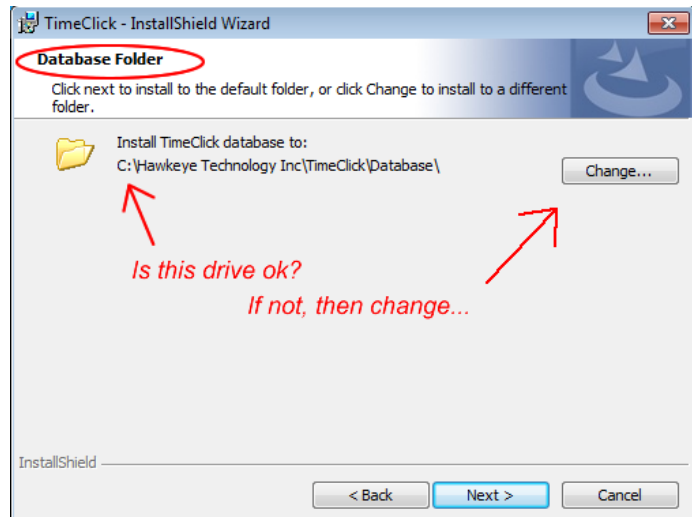 TimeClick - InstallShield Wizard
Database Folder
Click next to install to the default folder, or click Change to install to a different
folder.
Install TimeClick database to:
C:\Hawkeye Technology Inc\TimeClick\Database\
Change...
Is this drive ok?
If not, then change...
InstallShield
< Back
Next >
Cancel